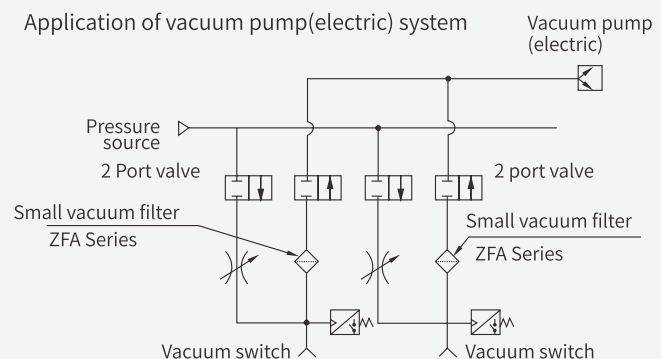 Application of vacuum pump(electric) system
Vacuum pump
(electric)
Pressure
source
2 Port valve
2 port valve
Small vacuum filter
ZFA Series
Small vacuum filter
ZFA Series
Vacuum switch
Vacuum switch